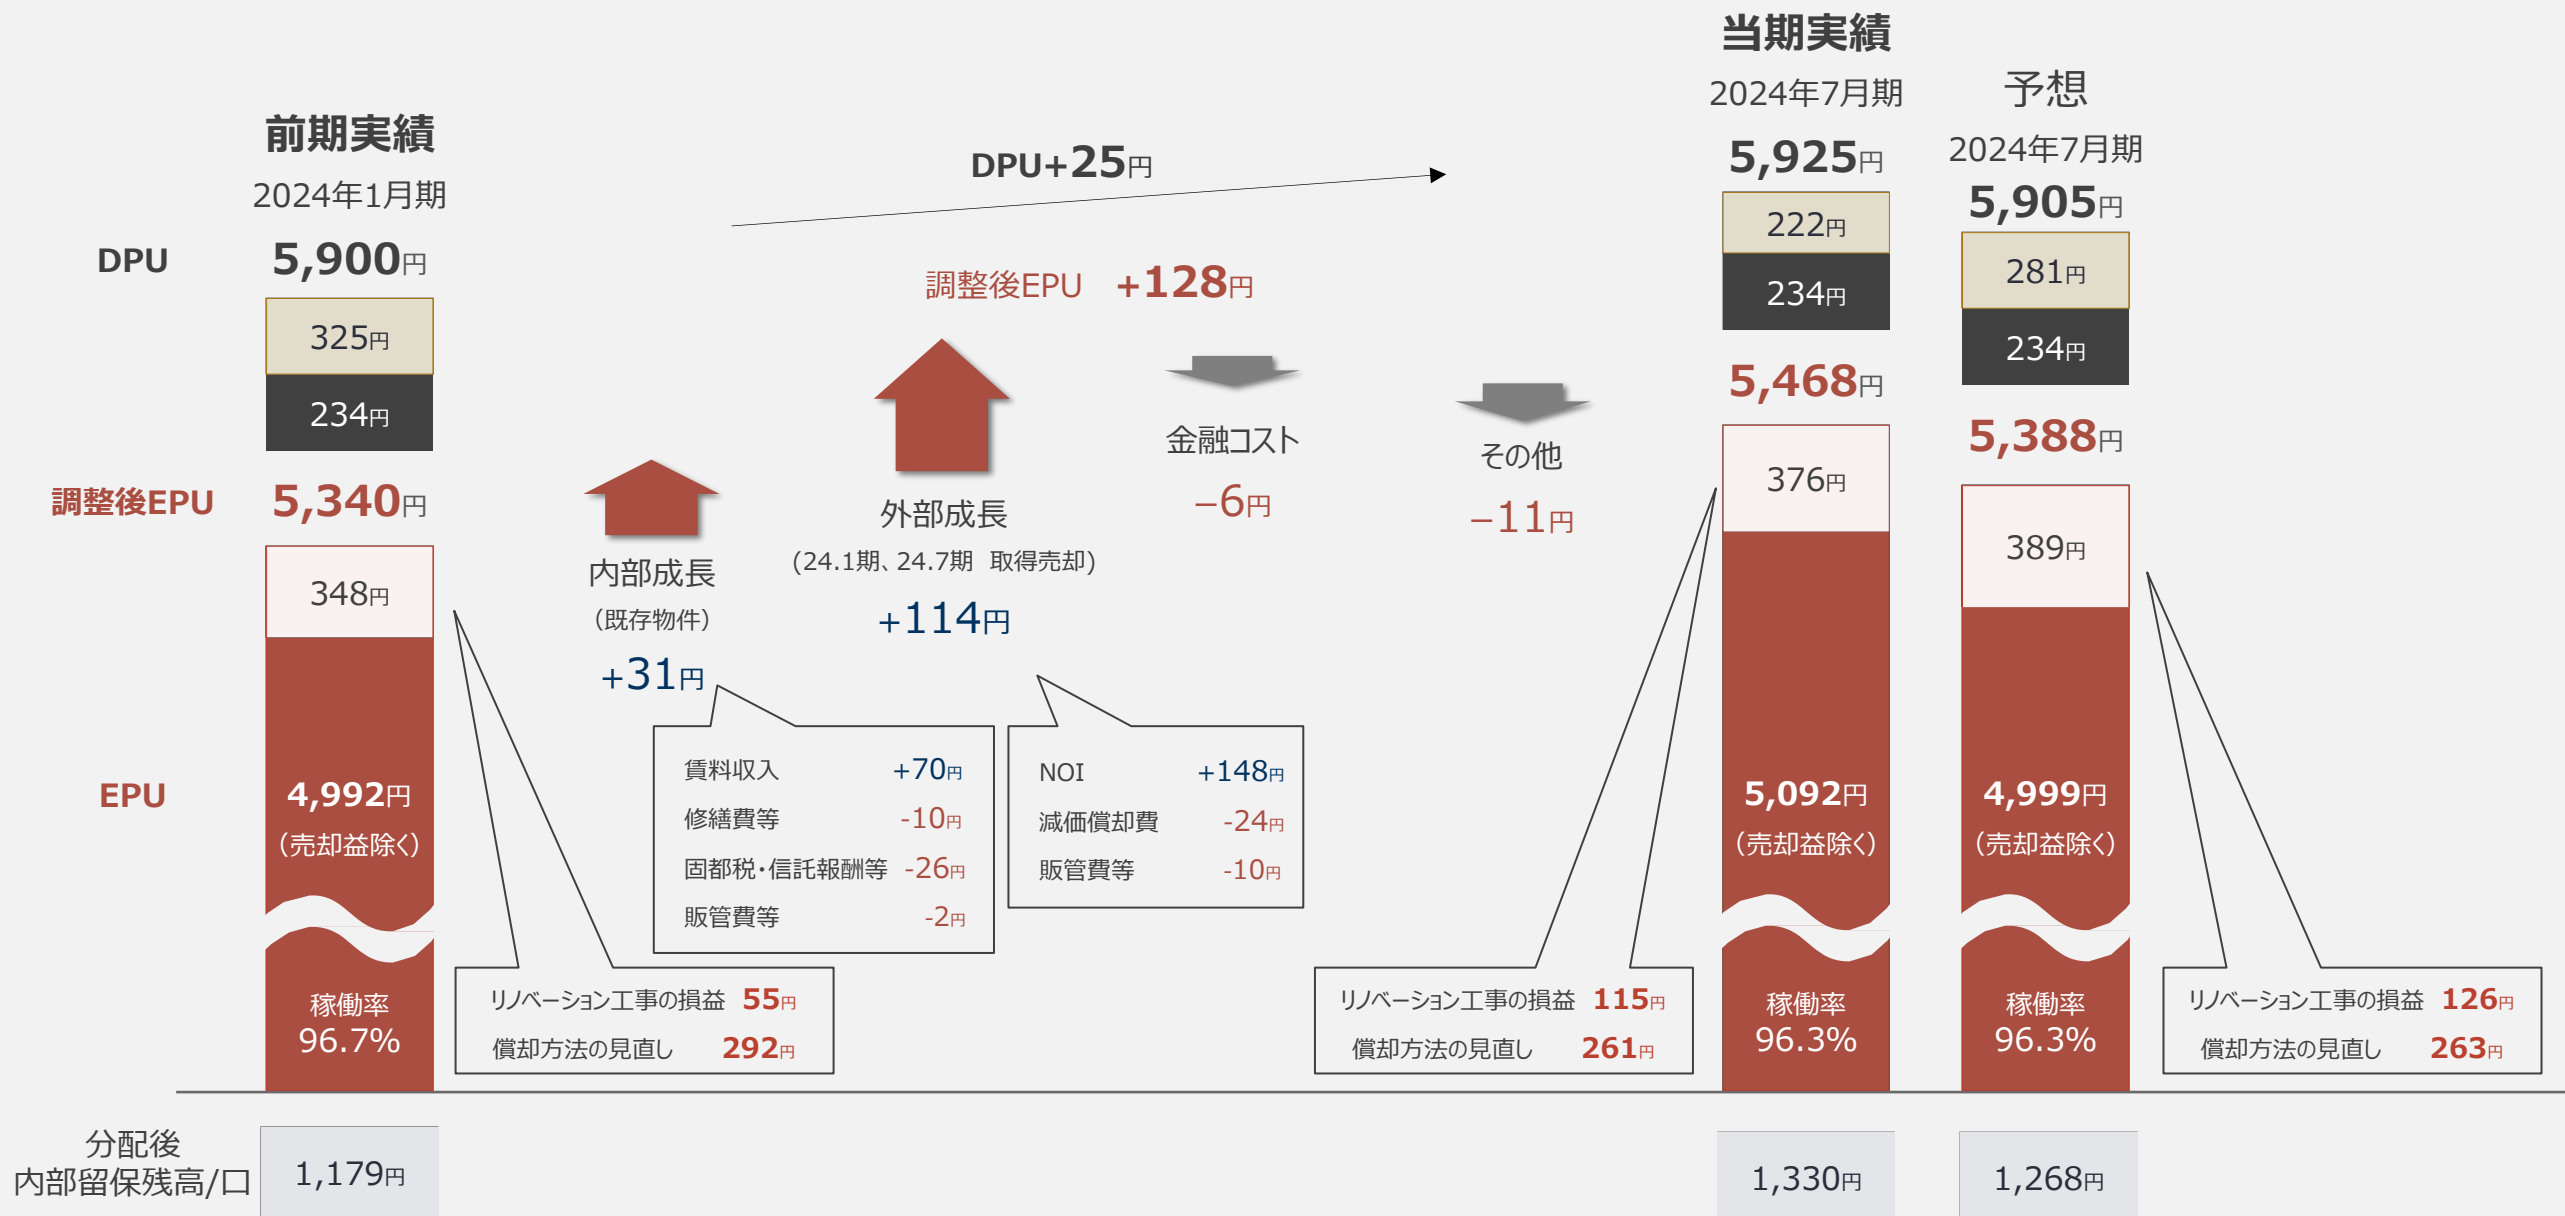 前期実績
2024年1月期
DPU
5,900円
325円
234円
調整後EPU
5,340円
348円
EPU
4,992円
(売却益除く)
稼働率
96.7%
リノベーション工事の損益 55円
償却方法の見直し 292円
DPU+25円
調整後EPU +128円
内部成長
(既存物件)
+31円
賃料収入 +70円
修繕費等 -10円
固都税・信託報酬等 -26円
販管費等 -2円
外部成長
(24.1期、24.7期 取得売却)
+114円
NOI +148円
減価償却費 -24円
販管費等 -10円
金融コスト
−6円
その他
−11円
当期実績
2024年7月期
5,925円
222円
234円
5,468円
376円
5,092円
(売却益除く)
稼働率
96.3%
リノベーション工事の損益 115円
償却方法の見直し 261円
予想
2024年7月期
5,905円
281円
234円
5,388円
389円
4,999円
(売却益除く)
稼働率
96.3%
リノベーション工事の損益 126円
償却方法の見直し 263円
分配後
内部留保残高/口
1,179円
1,330円
1,268円